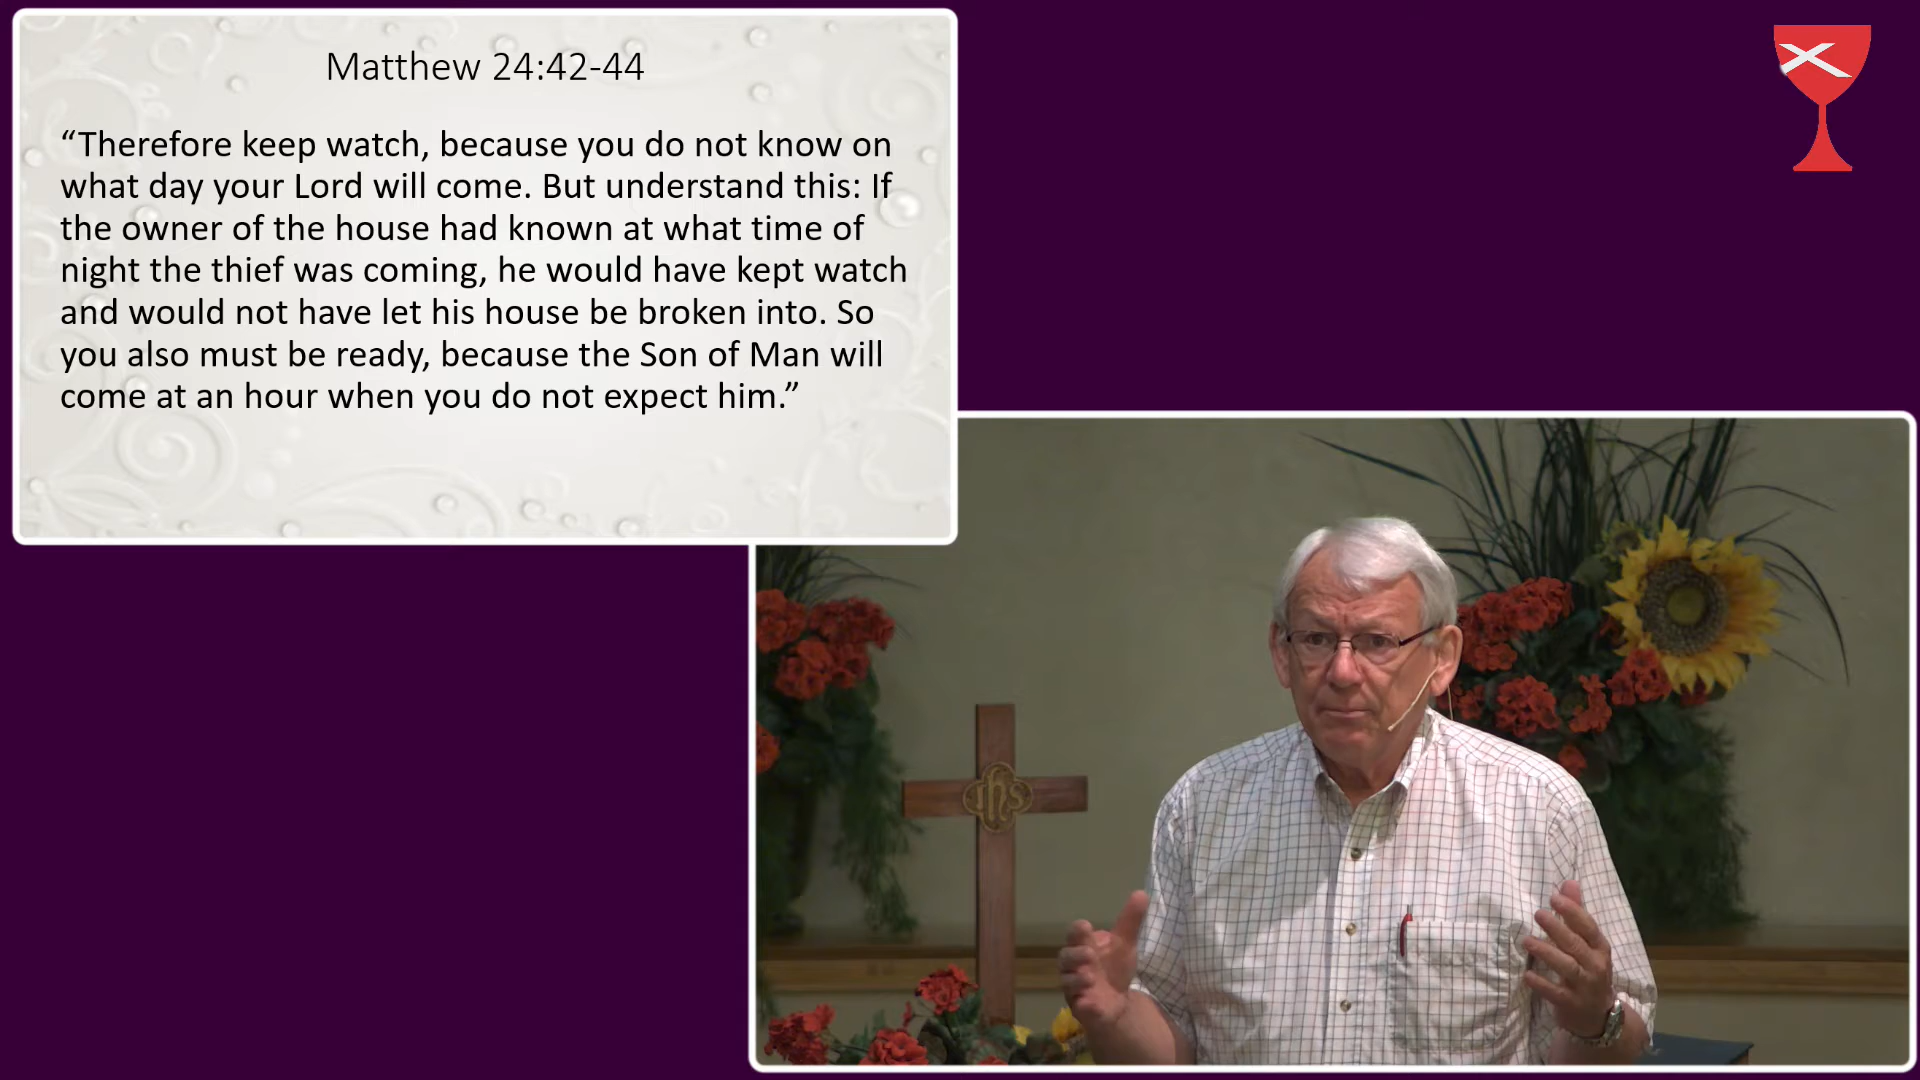 Matthew 24:42-44
“Therefore keep watch, because you do not know on
what day your Lord will come. But understand this: If
the owner of the house had known at what time of
night the thief was coming, he would have kept watch
and would not have let his house be broken into. So
you also must be ready, because the Son of Man will
come at an hour when you do not expect him.”
IHS